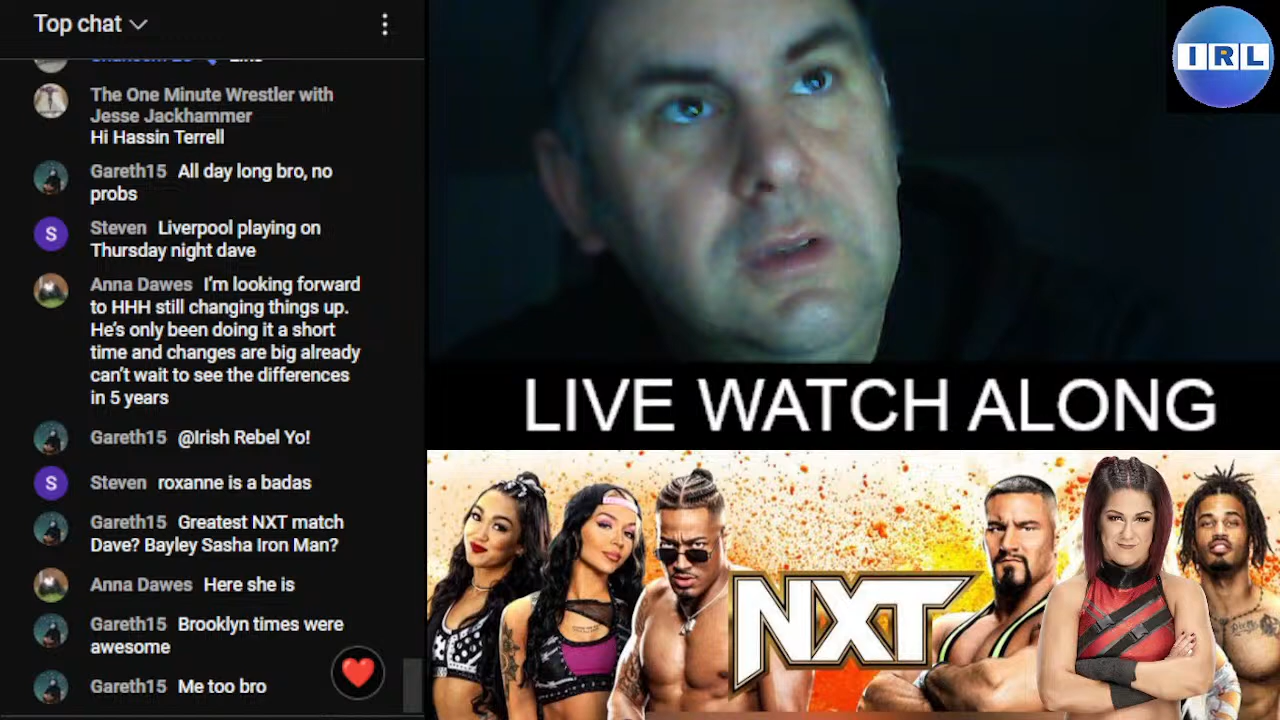 Top chat
The One Minute Wrestler with
Jesse Jackhammer
Hi Hassin Terrell
Gareth15 All day long bro, no
probs
S Steven Liverpool playing on
Thursday night dave
Anna Dawes I'm looking forward
to HHH still changing things up.
He's only been doing it a short
time and changes are big already
can't wait to see the differences
in 5 years
Gareth15 @Irish Rebel Yo!
S Steven roxanne is a badas
Gareth15 Greatest NXT match
Dave? Bayley Sasha Iron Man?
Anna Dawes Here she is
Gareth15 Brooklyn times were
awesome
Gareth15 Me too bro
IRL
LIVE WATCH ALONG
NXT